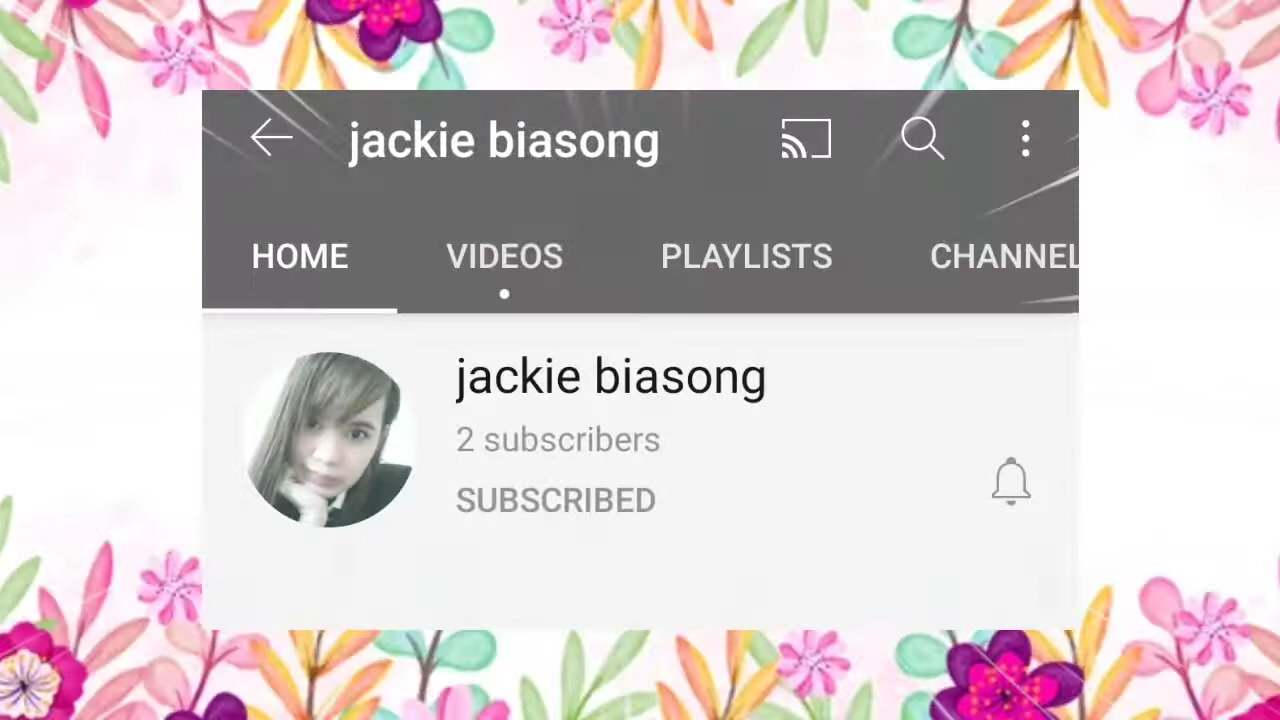 jackie biasong
HOME VIDEOS PLAYLISTS CHANNEL
jackie biasong
2 subscribers
SUBSCRIBED